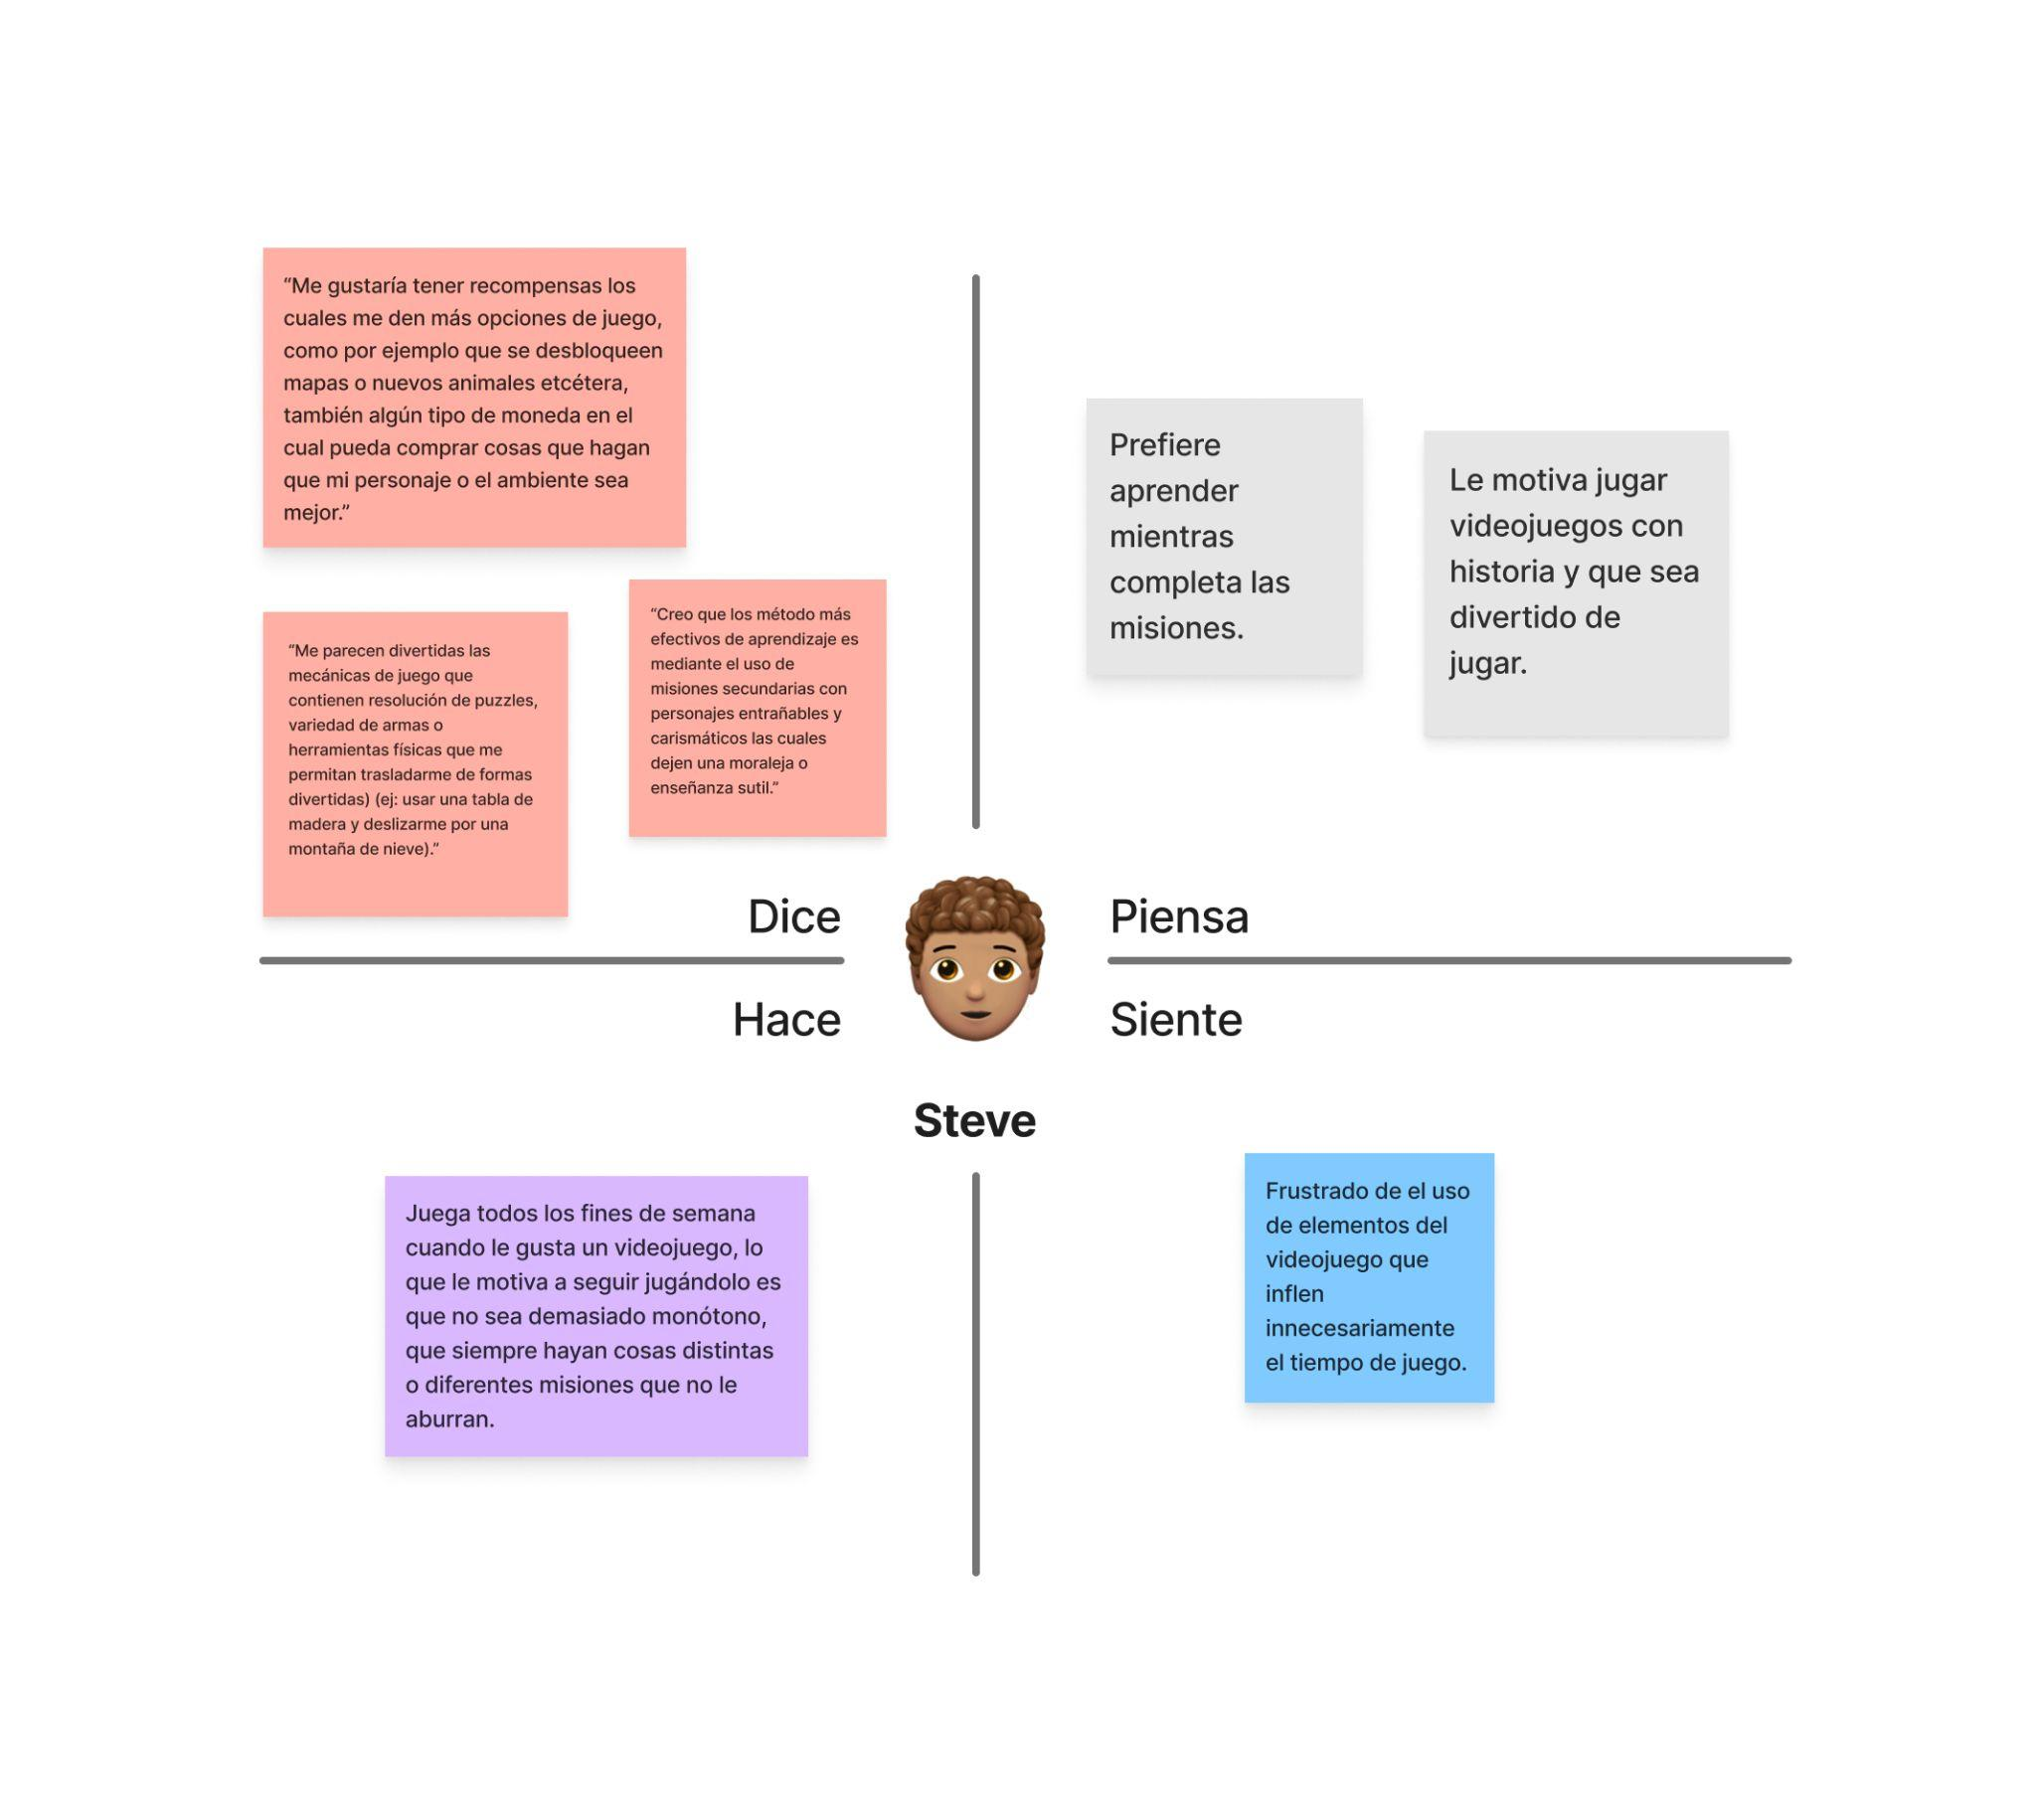 “Me gustaría tener recompensas los
cuales me den más opciones de juego,
como por ejemplo que se desbloqueen
mapas o nuevos animales etcétera,
también algún tipo de moneda en el
cual pueda comprar cosas que hagan
que mi personaje o el ambiente sea
mejor.”
“Me parecen divertidas las
mecánicas de juego que
contienen resolución de puzzles,
variedad de armas o
herramientas físicas que me
permitan trasladarme de formas
divertidas) (ej: usar una tabla de
madera y deslizarme por una
montaña de nieve).”
“Creo que los método más
efectivos de aprendizaje es
mediante el uso de
misiones secundarias con
personajes entrañables y
carismáticos las cuales
dejen una moraleja o
enseñanza sutil.”
Dice
Prefiere
aprender
mientras
completa las
misiones.
Le motiva jugar
videojuegos con
historia y que sea
divertido de
jugar.
Piensa
Hace
Siente
Steve
Juega todos los fines de semana
cuando le gusta un videojuego, lo
que le motiva a seguir jugándolo es
que no sea demasiado monótono,
que siempre hayan cosas distintas
o diferentes misiones que no le
aburran.
Frustrado de el uso
de elementos del
videojuego que
inflen
innecesariamente
el tiempo de juego.